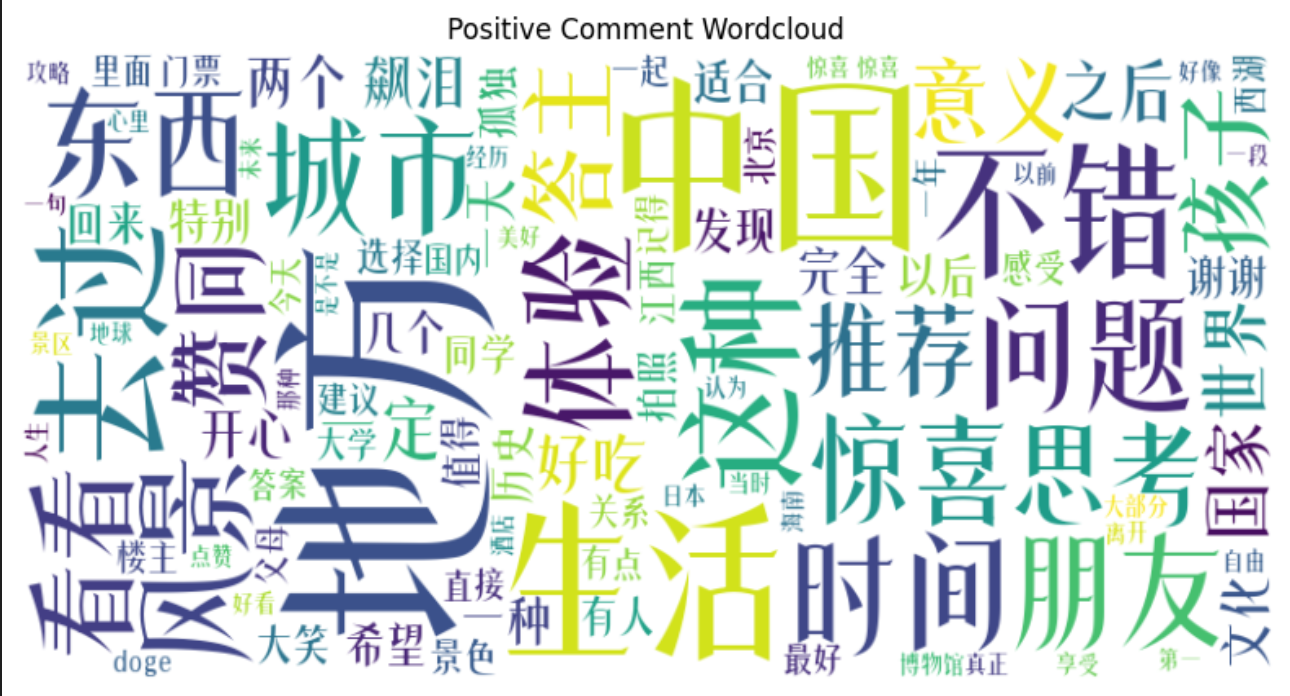 Positive Comment Wordcloud
攻略
里面
门票
两个
飙泪
孤独
答主
一起
适合
惊喜 惊喜
意义
之后
好像
西湖
东西
心里
未来
城市
经历
一天
中国
北京
一年
不错
以前
孩子
一段
一句
回来
特别
选择
国内
美好
记得
发现
完全
以后
感受
谢谢
去过
赞同
今天
是不是
地方
几个
同学
体验
江西
拍照
这种
认为
推荐
问题
世界
景区
地球
那种
建议
大学
一定
开心
人生
值得
历史
好吃
当时
惊喜
思考
国家
看看
风景
答案
父母
楼主
点赞
酒店
关系
日本
海南
大部分
离开
生活
有点
有人
时间
朋友
自由
文化
好看
直接
一种
doge
大笑
希望
景色
最好
博物馆
真正
享受
第一